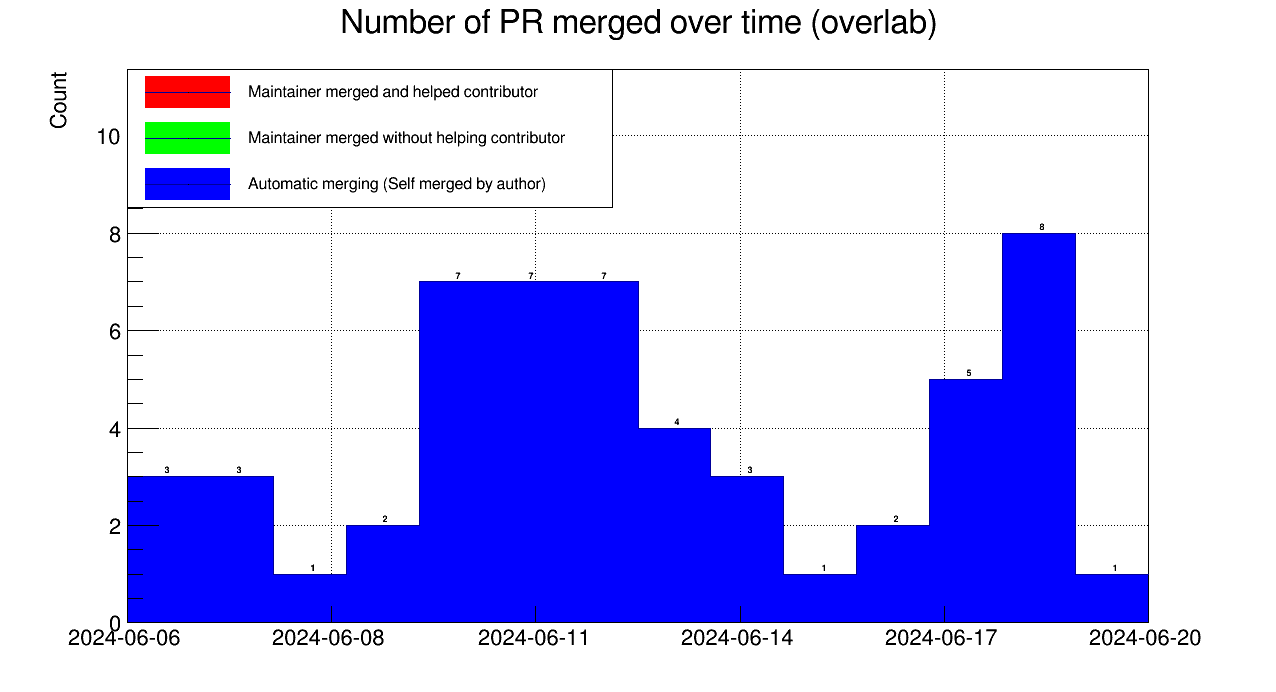 Number of PR merged over time (overlab)
Count
Maintainer merged and helped contributor
Maintainer merged without helping contributor
Automatic merging (Self merged by author)
10
8
6
4
2
0
3 3 1 2 7 7 7 4 3 1 2 5 8 1
2024-06-06 2024-06-08 2024-06-11 2024-06-14 2024-06-17 2024-06-20